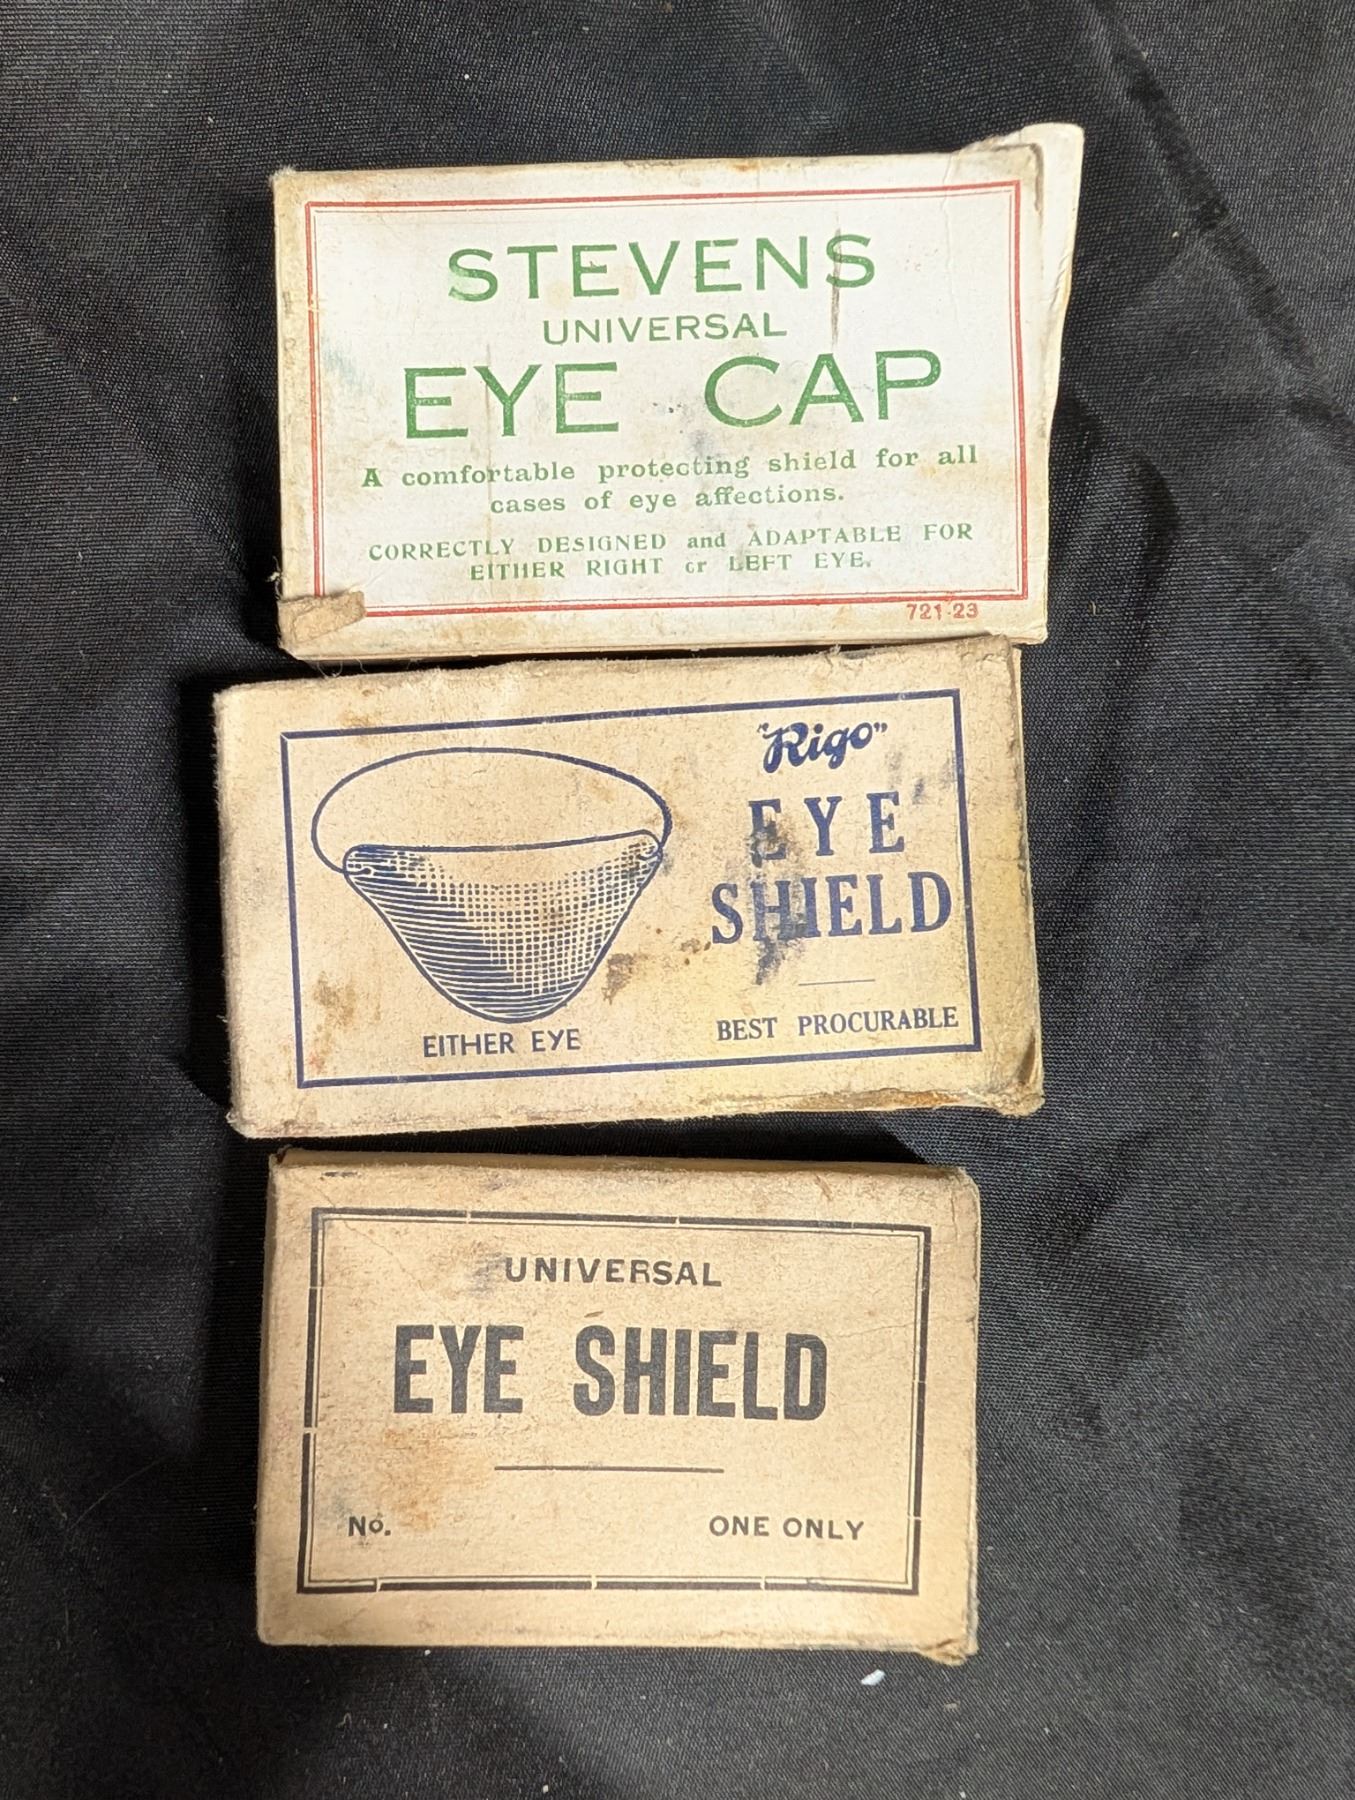 STEVENS
UNIVERSAL
EYE CAP
A comfortable protecting shield for all
cases of eye affections.
CORRECTLY DESIGNED and ADAPTABLE FOR
EITHER RIGHT or LEFT EYE.
721 23
"Rigo"
EYE
SHIELD
BEST PROCURABLE
EITHER EYE
UNIVERSAL
EYE SHIELD
No. ONE ONLY